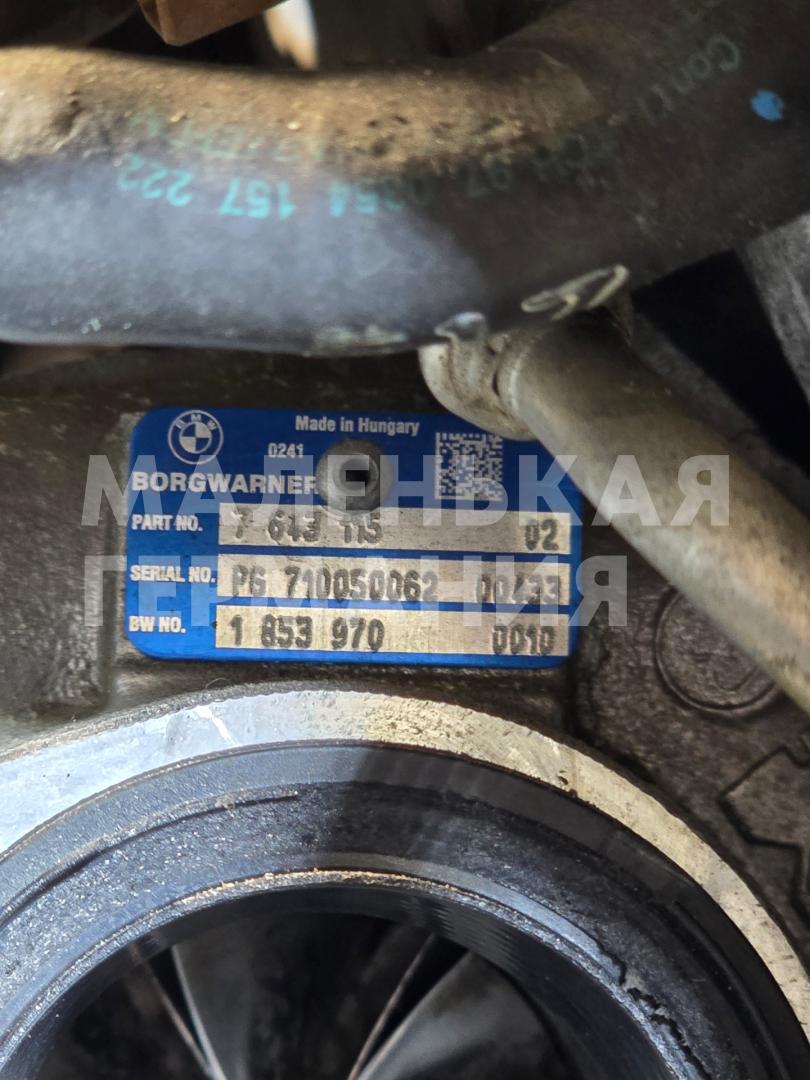 157 222
BMW
Made in Hungary
0241
BORGWARNER
PART NO. 7 643 115 02
SERIAL NO. PG 710050062 00433
BW NO. 1 853 970 0010
МАЛЕНЬКАЯ
ГЕРМАНИЯ